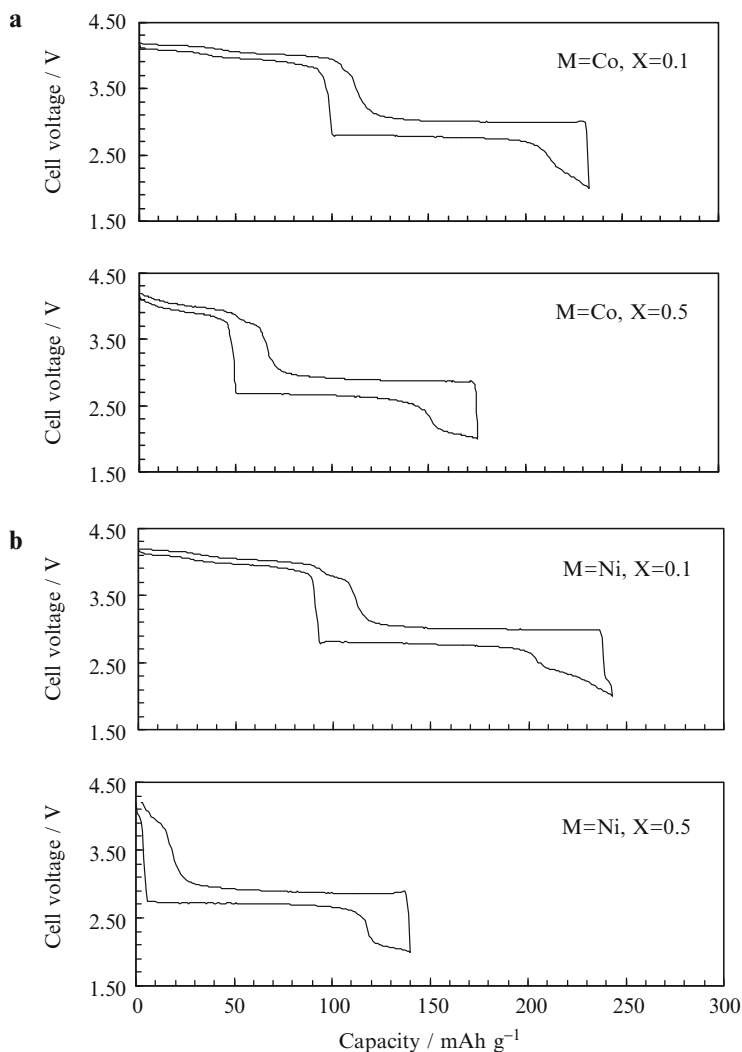 a
4.50
3.50
2.50
1.50
Cell voltage / V
M=Co, X=0.1
4.50
3.50
2.50
1.50
Cell voltage / V
M=Co, X=0.5
b
4.50
3.50
2.50
1.50
Cell voltage / V
M=Ni, X=0.1
4.50
3.50
2.50
1.50
Cell voltage / V
M=Ni, X=0.5
0 50 100 150 200 250 300
Capacity / mAh g⁻¹